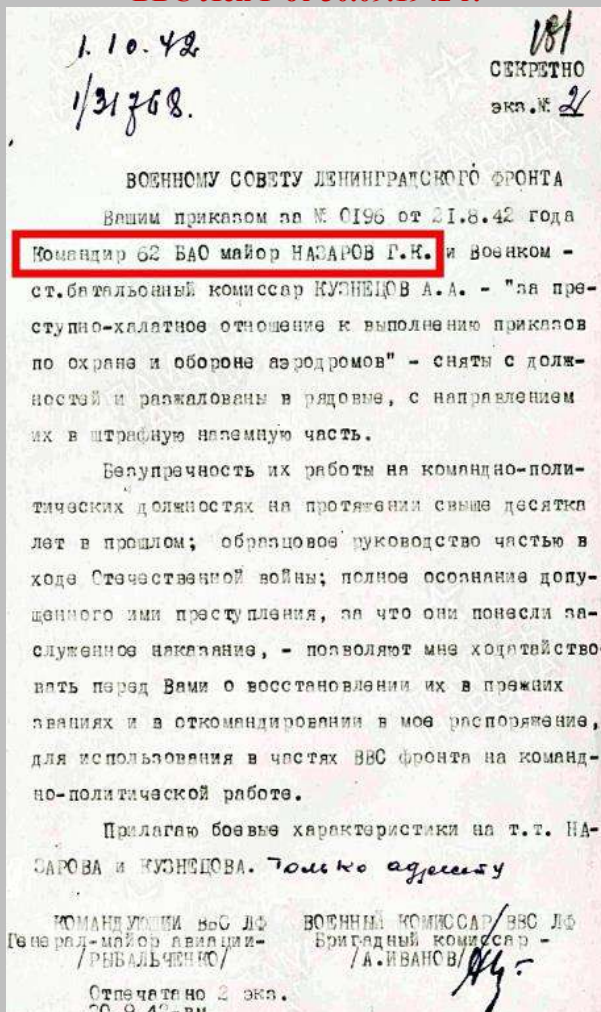 1.10.42
181
СЕКРЕТНО
1/31768.
экз.№ 2
ВОЕННОМУ СОВЕТУ ЛЕНИНГРАДСКОГО ФРОНТА
Вашим приказом за № 0196 от 21.8.42 года
Командир 62 БАО майор НАЗАРОВ Г.К. и Военком -
ст.батальонный комиссар КУЗНЕЦОВ А.А. - "за пре-
ступно-халатное отношение к выполнению приказов
по охране и обороне аэродромов" - сняты с долж-
ностей и разжалованы в рядовые, с направлением
их в штрафную наземную часть.
Безупречность их работы на командно-поли-
тических должностях на протяжении свыше десятка
лет в прошлом; образцовое руководство частью в
ходе Отечественной войны; полное осознание допу-
щенного ими преступления, за что они понесли за-
служенное наказание, - позволяют мне ходатайство-
вать перед Вами о восстановлении их в прежних
званиях и в откомандировании в мое распоряжение,
для использования в частях ВВС фронта на команд-
но-политической работе.
Прилагаю боевые характеристики на т.т. НА-
ЗАРОВА и КУЗНЕЦОВА. Только адресату
КОМАНДУЮЩИЙ ВВС ЛФ ВОЕННЫЙ КОМИССАР ВВС ЛФ
Генерал-майор авиации- Бригадный комиссар -
/РЫБАЛЬЧЕНКО/ /А.ИВАНОВ/
Отпечатано 2 экз.
30.9.42-вм